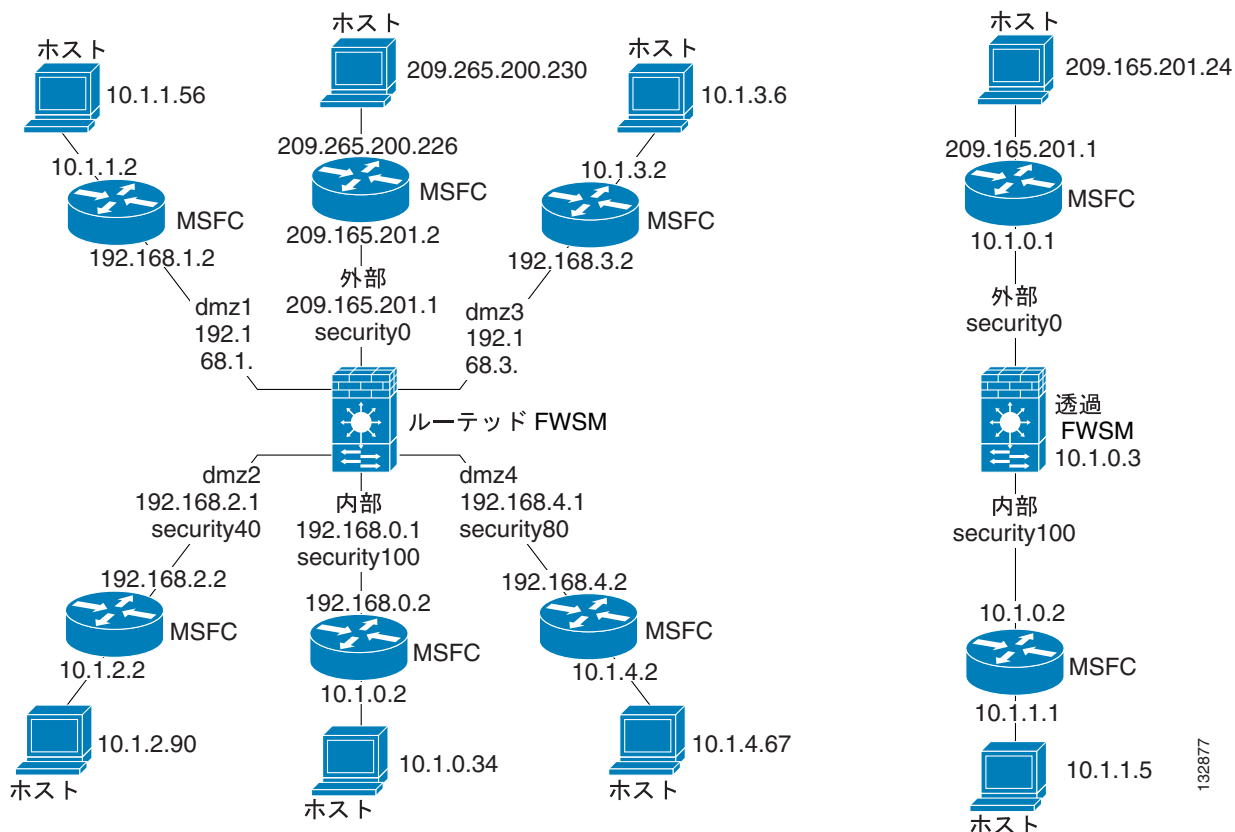 ホスト
10.1.1.56
10.1.1.2
MSFC
192.168.1.2
dmz1
192.1
68.1.
ホスト
209.265.200.230
209.265.200.226
MSFC
209.165.201.2
外部
209.165.201.1
security0
ホスト
10.1.3.6
10.1.3.2
MSFC
192.168.3.2
dmz3
192.1
68.3.
ルーテッド FWSM
dmz2
192.168.2.1
security40
192.168.2.2
MSFC
10.1.2.2
10.1.2.90
ホスト
内部
192.168.0.1
security100
192.168.0.2
MSFC
10.1.0.2
10.1.0.34
ホスト
dmz4
192.168.4.1
security80
192.168.4.2
MSFC
10.1.4.2
10.1.4.67
ホスト
ホスト
209.165.201.24
209.165.201.1
MSFC
10.1.0.1
外部
security0
透過
FWSM
10.1.0.3
内部
security100
10.1.0.2
MSFC
10.1.1.1
10.1.1.5
ホスト
132877